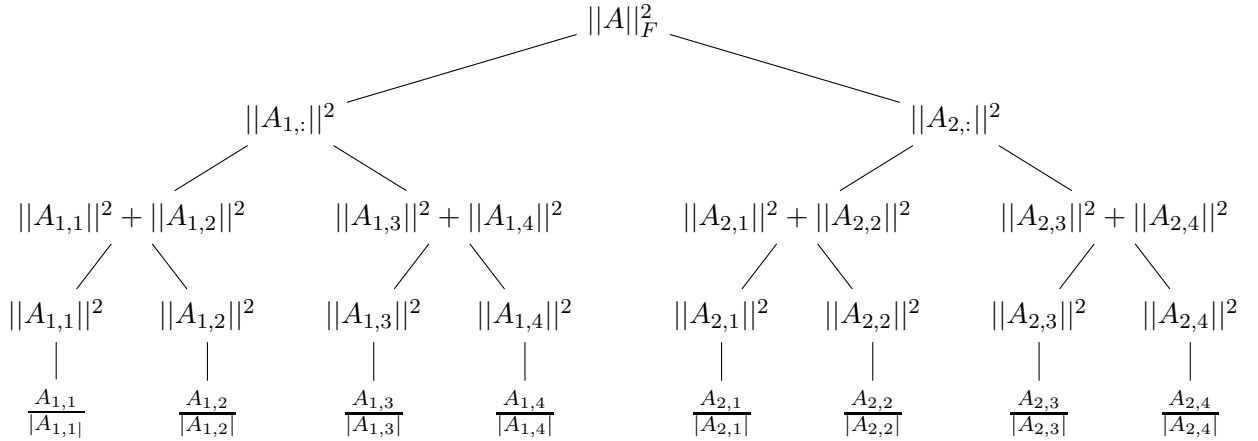 ||A||²_F
||A_{1,:}||² ||A_{2,:}||²
||A_{1,1}||² + ||A_{1,2}||² ||A_{1,3}||² + ||A_{1,4}||² ||A_{2,1}||² + ||A_{2,2}||² ||A_{2,3}||² + ||A_{2,4}||²
||A_{1,1}||² ||A_{1,2}||² ||A_{1,3}||² ||A_{1,4}||² ||A_{2,1}||² ||A_{2,2}||² ||A_{2,3}||² ||A_{2,4}||²
A_{1,1} A_{1,2} A_{1,3} A_{1,4} A_{2,1} A_{2,2} A_{2,3} A_{2,4}
|A_{1,1}| |A_{1,2}| |A_{1,3}| |A_{1,4}| |A_{2,1}| |A_{2,2}| |A_{2,3}| |A_{2,4}|